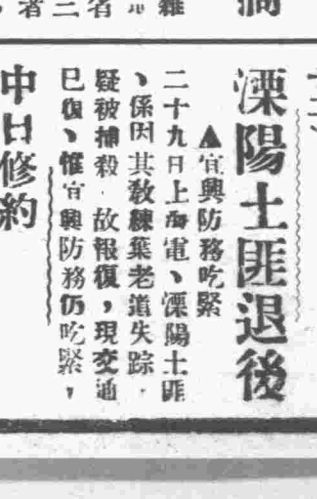 溧陽土匪退後
▲宜興防務吃緊
二十九日上海電、溧陽土匪
、係因其敎練葉老道失踪．
疑被捕殺．故報復，現交通
已復、惟宜興防務仍吃緊，
中日修約